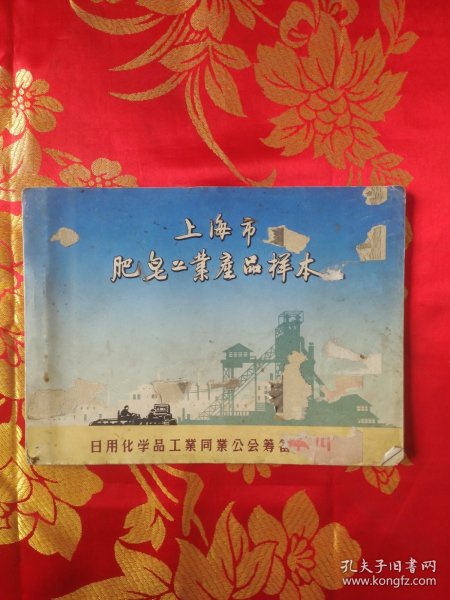 上海市
肥皂工業產品样本
日用化学品工業同業公会筹备
孔夫子旧书网
www.kongfz.com